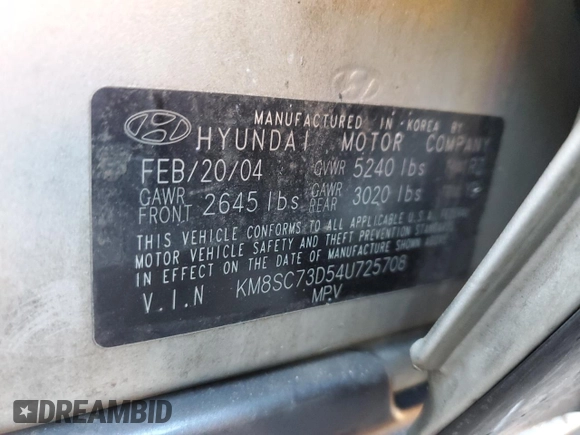 MANUFACTURED IN KOREA BY
HYUNDAI MOTOR COMPANY
FEB/20/04 GVWR 5240 lbs
GAWR FRONT 2645 lbs GAWR REAR 3020 lbs
THIS VEHICLE CONFORMS TO ALL APPLICABLE U.S.A. FEDERAL
MOTOR VEHICLE SAFETY AND THEFT PREVENTION STANDARDS
IN EFFECT ON THE DATE OF MANUFACTURE SHOWN ABOVE
V.I.N KM8SC73D54U725708
MPV
DREAMBID